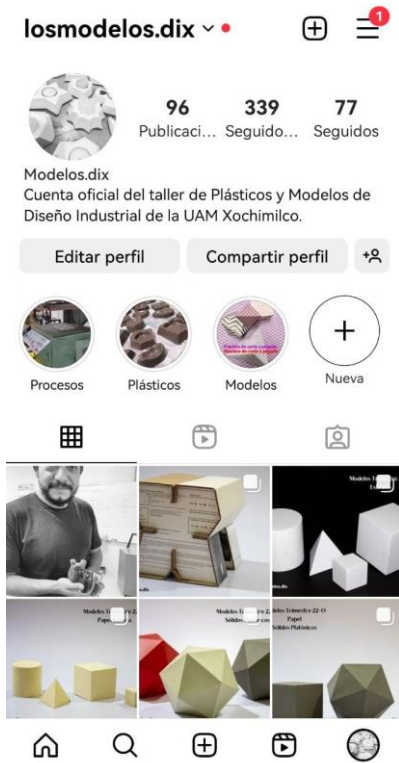 losmodelos.dix
1
96 339 77
Publicaci... Seguido... Seguidos
Modelos.dix
Cuenta oficial del taller de Plásticos y Modelos de
Diseño Industrial de la UAM Xochimilco.
Editar perfil Compartir perfil
Procesos Plásticos Modelos Nueva
Modelos
Modelos Modelos Trimestre 22-O
Papel
Sólidos Platónicos